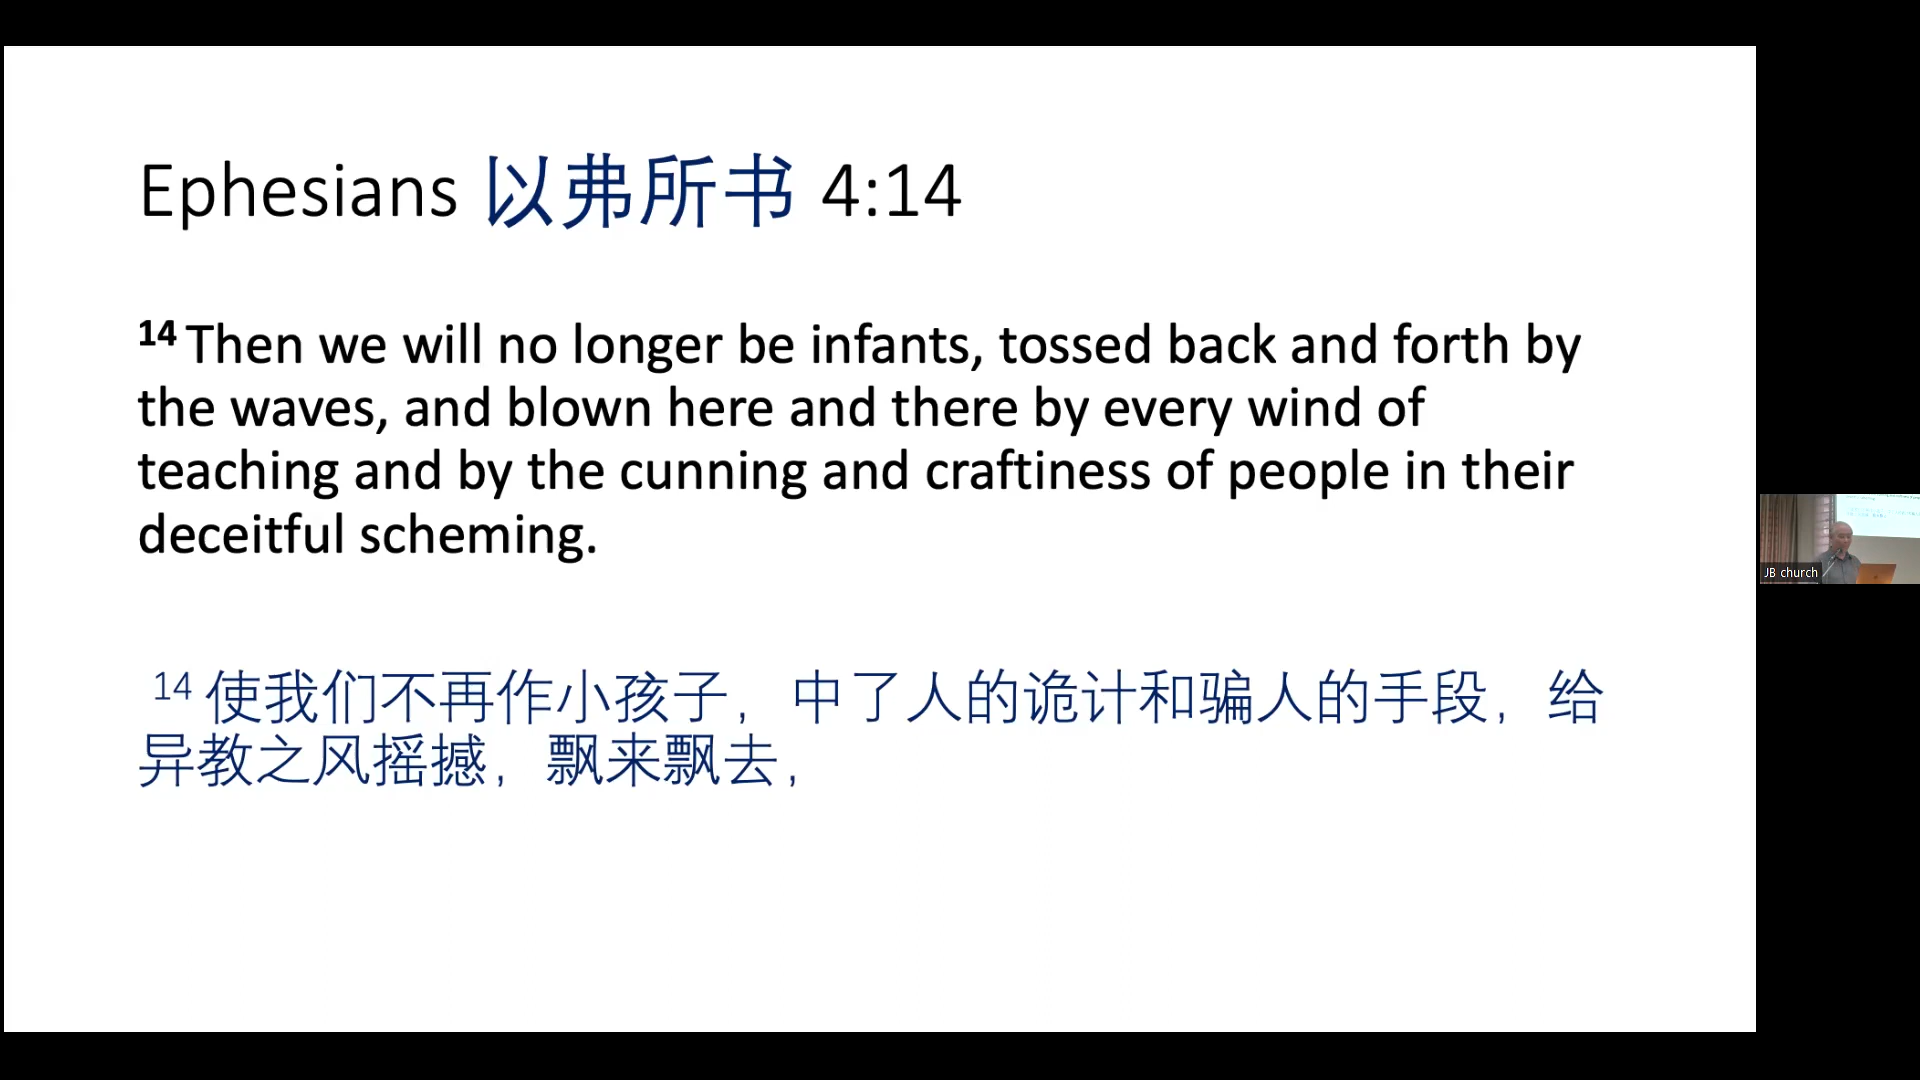 Ephesians 以弗所书 4:14
14 Then we will no longer be infants, tossed back and forth by
the waves, and blown here and there by every wind of
teaching and by the cunning and craftiness of people in their
deceitful scheming.
14 使我们不再作小孩子，中了人的诡计和骗人的手段，给
异教之风摇撼，飘来飘去，
JB church